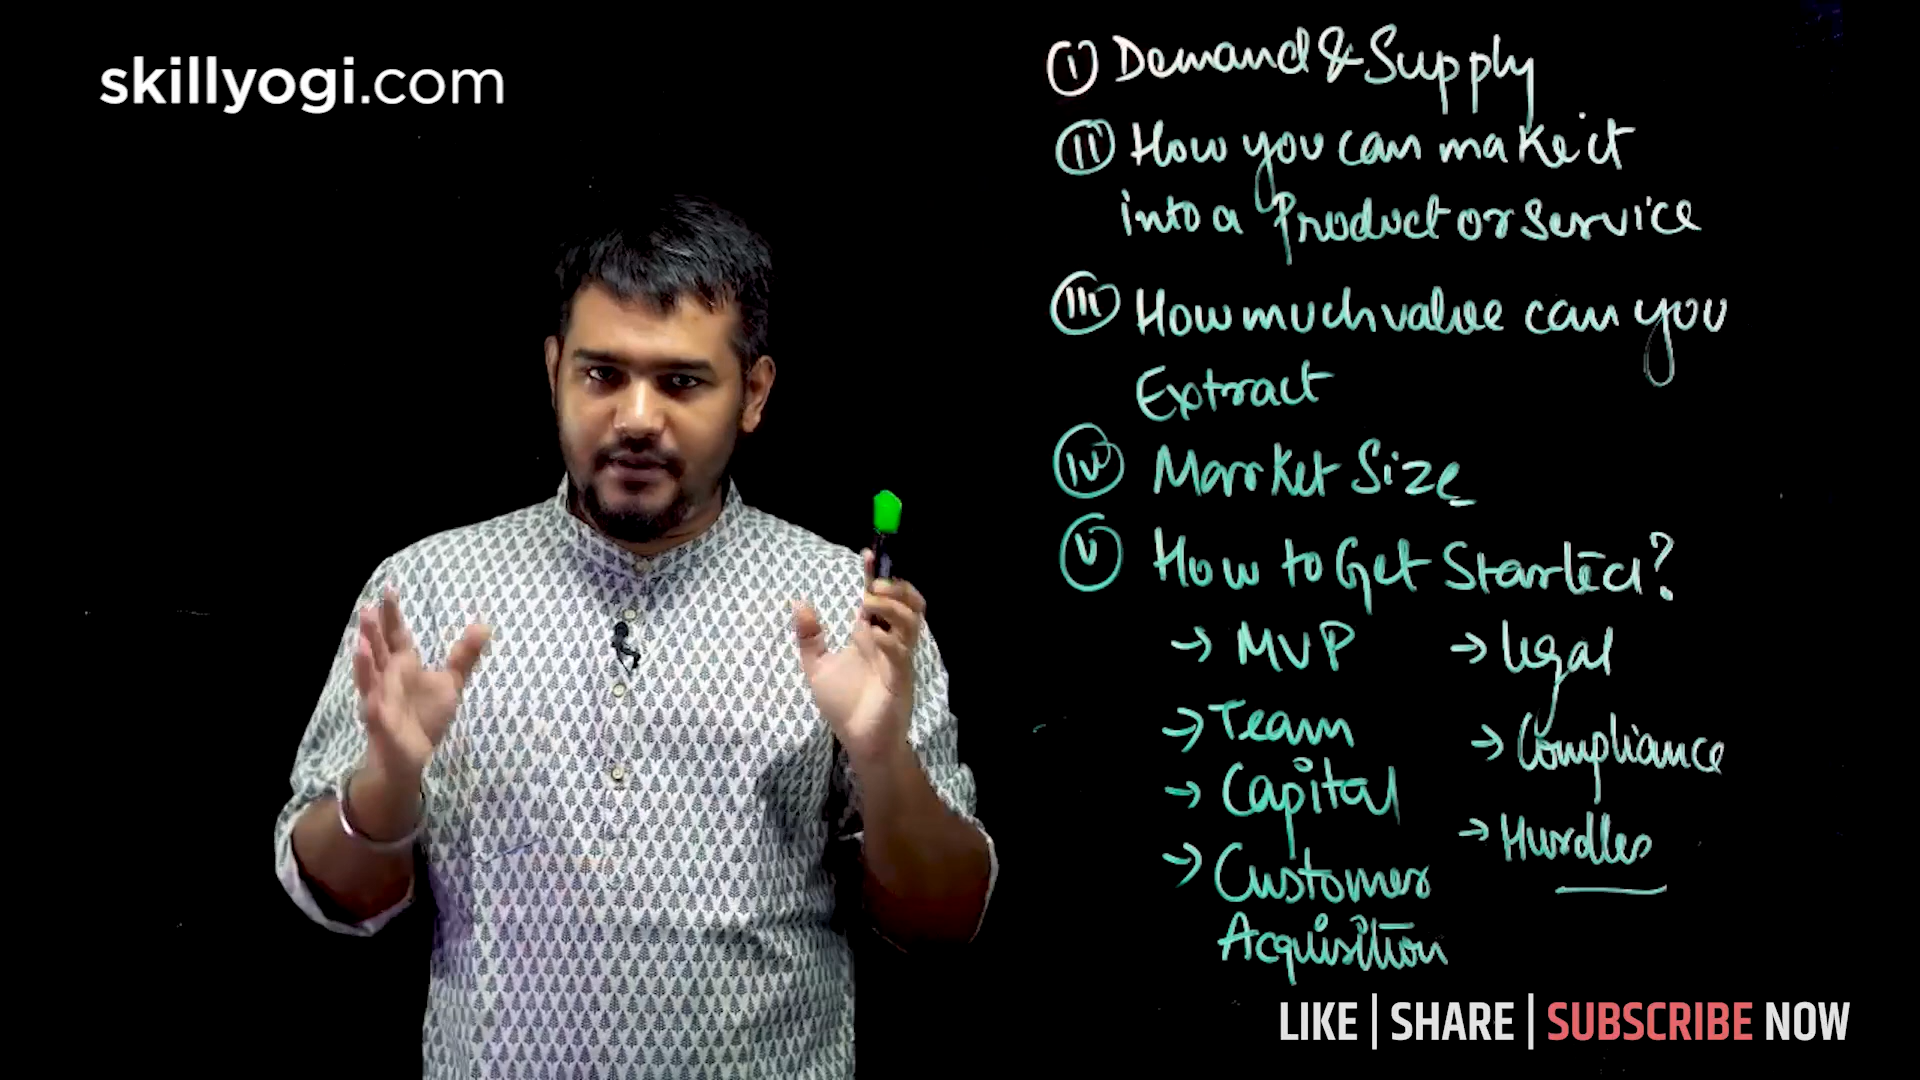 skillyogi.com
(i) Demand & Supply
(ii) How you can make it
into a Product or Service
(iii) How much value can you
Extract
(iv) Market Size
(v) How to Get Started?
→ MVP
→ Team
→ Capital
→ Customer
Acquisition
→ legal
→ Compliance
→ Hurdles
LIKE | SHARE | SUBSCRIBE NOW